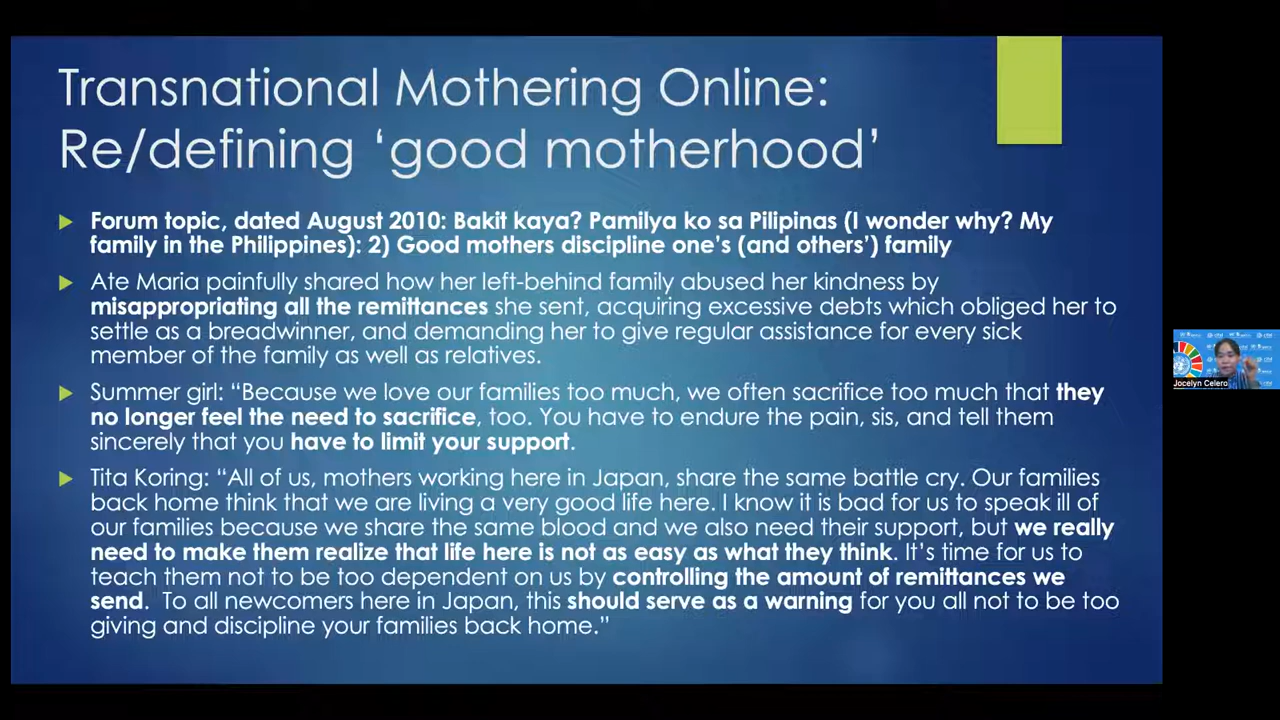 Transnational Mothering Online:
Re/defining ‘good motherhood’
Forum topic, dated August 2010: Bakit kaya? Pamilya ko sa Pilipinas (I wonder why? My
family in the Philippines): 2) Good mothers discipline one’s (and others’) family
Ate Maria painfully shared how her left-behind family abused her kindness by
misappropriating all the remittances she sent, acquiring excessive debts which obliged her to
settle as a breadwinner, and demanding her to give regular assistance for every sick
member of the family as well as relatives.
Summer girl: “Because we love our families too much, we often sacrifice too much that they
no longer feel the need to sacrifice, too. You have to endure the pain, sis, and tell them
sincerely that you have to limit your support.
Tita Koring: “All of us, mothers working here in Japan, share the same battle cry. Our families
back home think that we are living a very good life here. I know it is bad for us to speak ill of
our families because we share the same blood and we also need their support, but we really
need to make them realize that life here is not as easy as what they think. It’s time for us to
teach them not to be too dependent on us by controlling the amount of remittances we
send.  To all newcomers here in Japan, this should serve as a warning for you all not to be too
giving and discipline your families back home.”
Jocelyn Celero